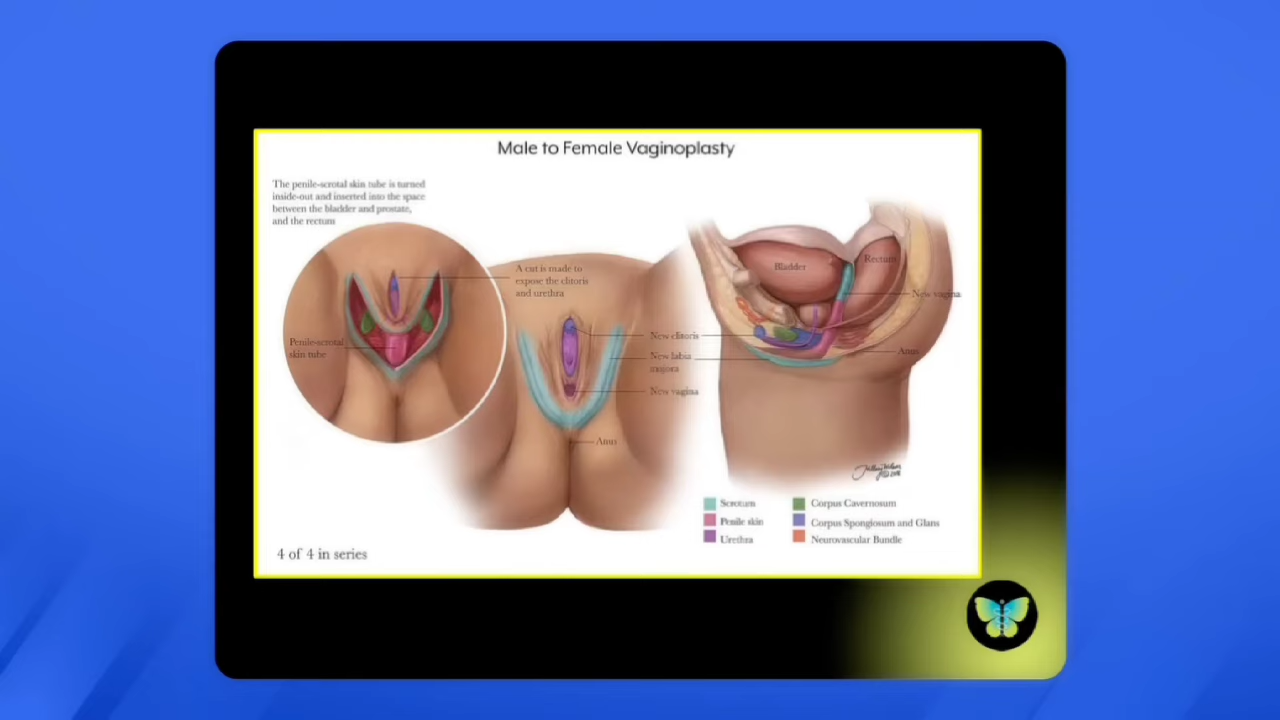 Male to Female Vaginoplasty
The penile-scrotal skin tube is turned
inside-out and inserted into the space
between the bladder and prostate,
and the rectum
A cut is made to
expose the clitoris
and urethra
Penile-scrotal
skin tube
New clitoris
New labia
majora
New vagina
Anus
Bladder
Rectum
New vagina
Anus
Scrotum
Penile skin
Urethra
Corpus Cavernosum
Corpus Spongiosum and Glans
Neurovascular Bundle
4 of 4 in series